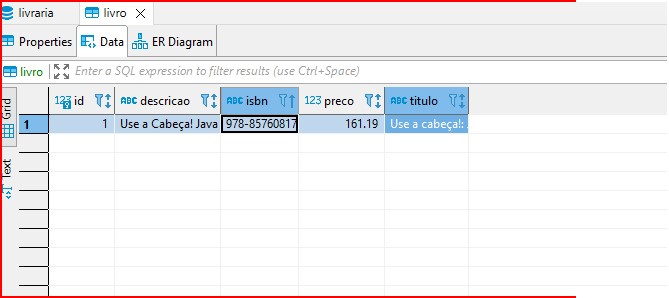 livraria livro
Properties Data ER Diagram
livro Enter a SQL expression to filter results (use Ctrl+Space)
Grid 123 id ABC descricao ABC isbn 123 preco ABC titulo
1 1 Use a Cabeça! Java 978-85760817 161.19 Use a cabeça!:
Text